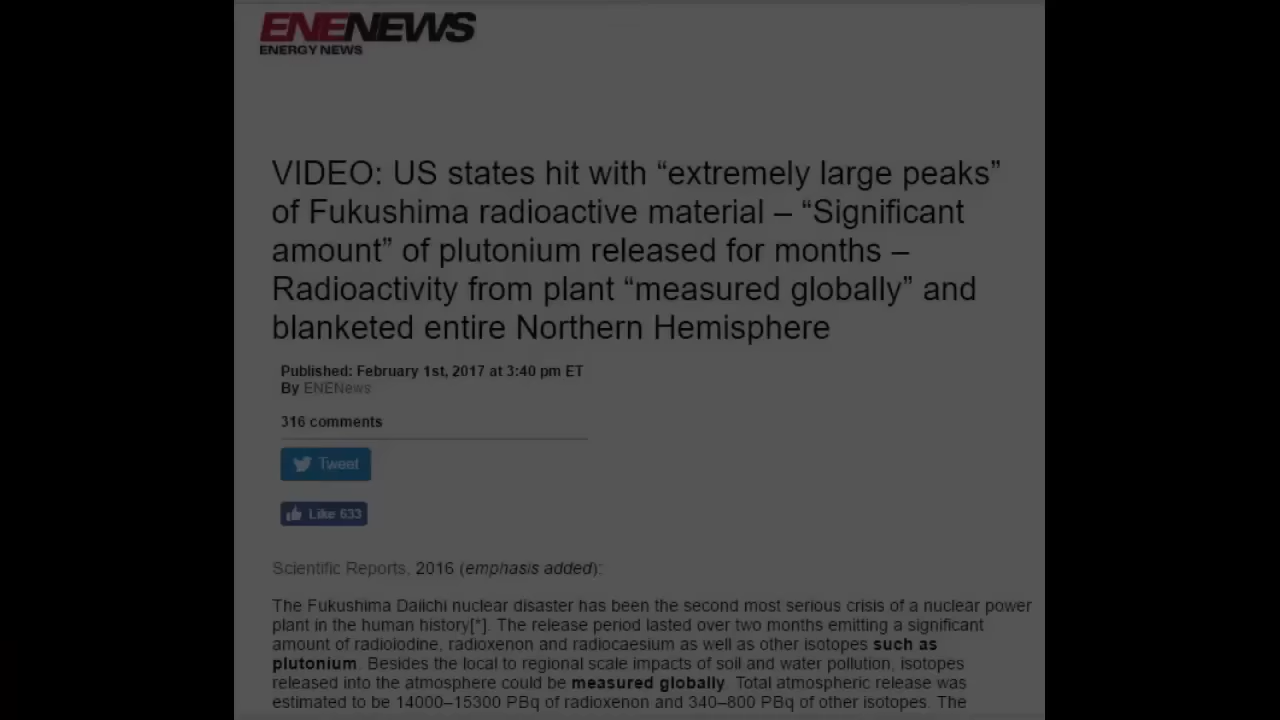 ENENEWS
ENERGY NEWS
VIDEO: US states hit with “extremely large peaks”
of Fukushima radioactive material – “Significant
amount” of plutonium released for months –
Radioactivity from plant “measured globally” and
blanketed entire Northern Hemisphere
Published: February 1st, 2017 at 3:40 pm ET
By ENENews
316 comments
Tweet
Like 633
Scientific Reports, 2016 (emphasis added):
The Fukushima Daiichi nuclear disaster has been the second most serious crisis of a nuclear power
plant in the human history[*]. The release period lasted over two months emitting a significant
amount of radioiodine, radioxenon and radiocaesium as well as other isotopes such as
plutonium. Besides the local to regional scale impacts of soil and water pollution, isotopes
released into the atmosphere could be measured globally. Total atmospheric release was
estimated to be 14000–15300 PBq of radioxenon and 340–800 PBq of other isotopes. The